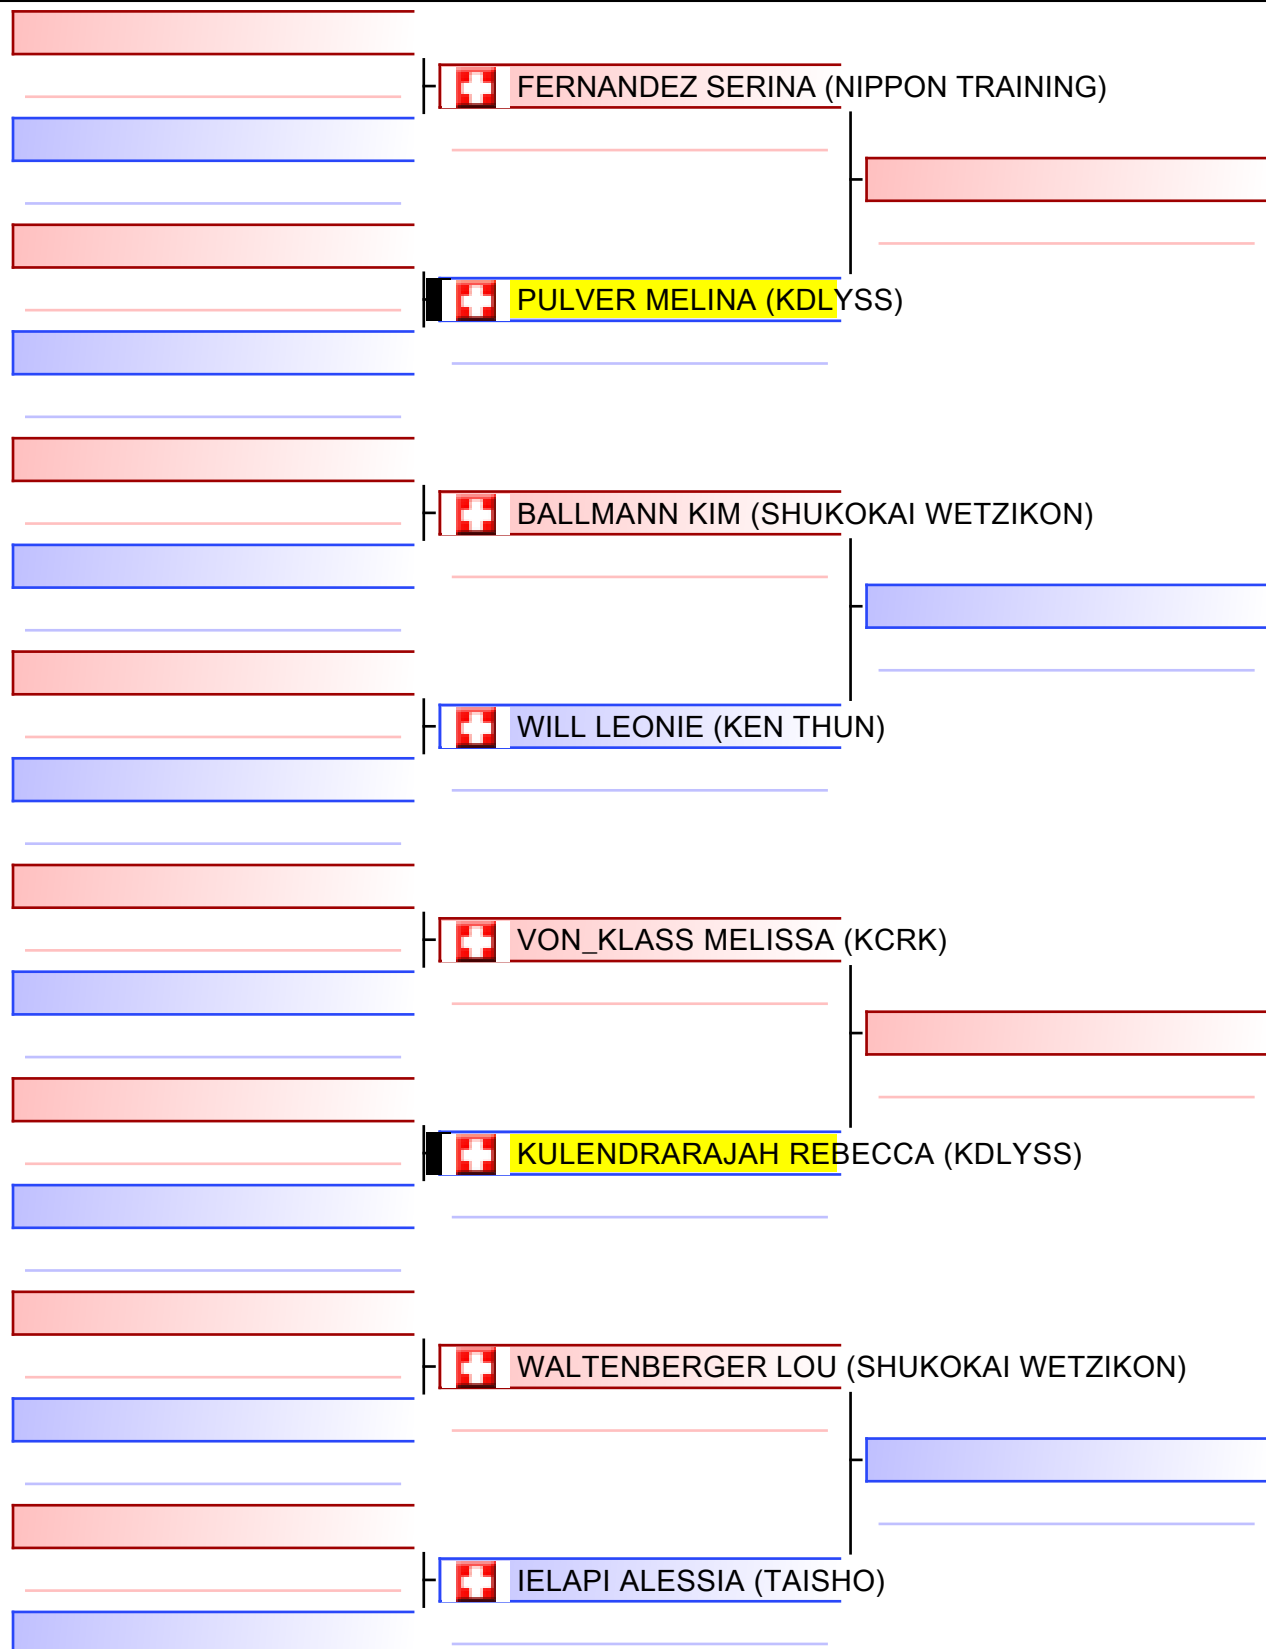 FERNANDEZ SERINA (NIPPON TRAINING)
PULVER MELINA (KDLYSS)
BALLMANN KIM (SHUKOKAI WETZIKON)
WILL LEONIE (KEN THUN)
VON_KLASS MELISSA (KCRK)
KULENDRARAJAH REBECCA (KDLYSS)
WALTENBERGER LOU (SHUKOKAI WETZIKON)
IELAPI ALESSIA (TAISHO)